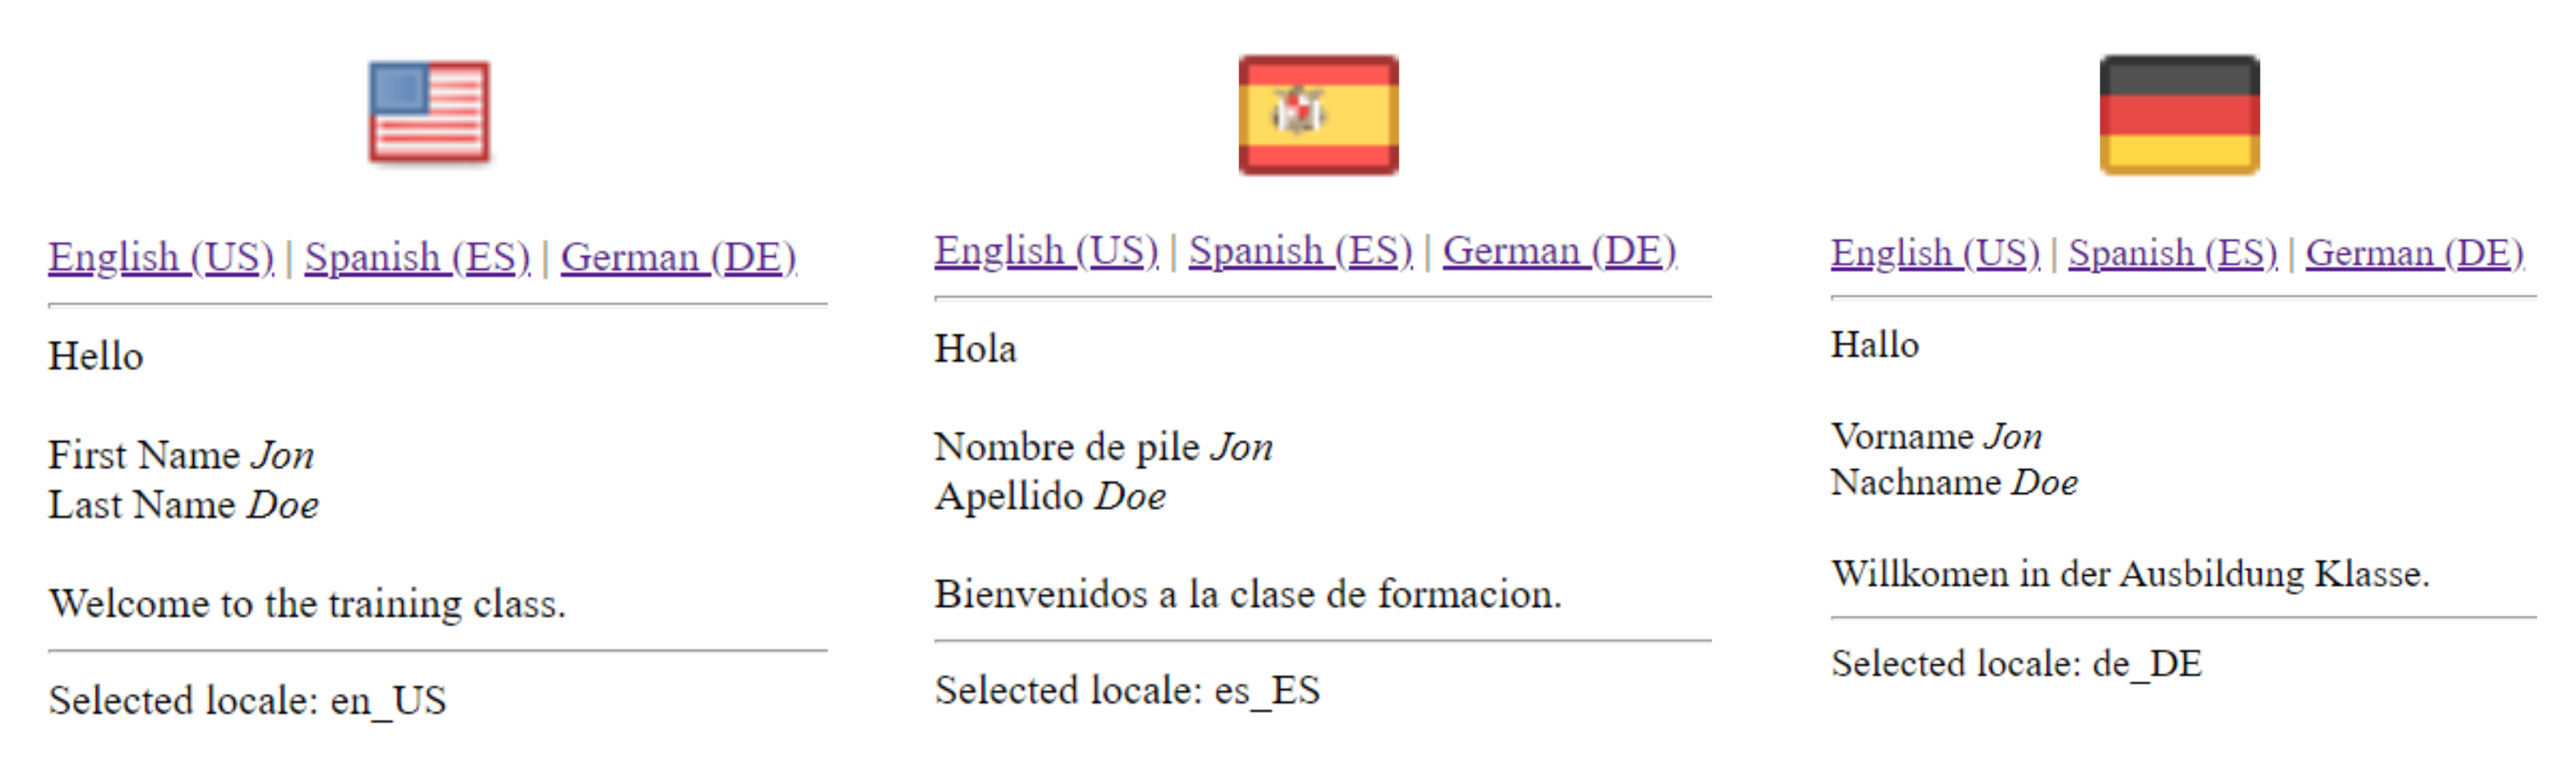 English (US) | Spanish (ES) | German (DE)
Hello
First Name Jon
Last Name Doe
Welcome to the training class.
Selected locale: en_US
English (US) | Spanish (ES) | German (DE)
Hola
Nombre de pile Jon
Apellido Doe
Bienvenidos a la clase de formacion.
Selected locale: es_ES
English (US) | Spanish (ES) | German (DE)
Hallo
Vorname Jon
Nachname Doe
Willkomen in der Ausbildung Klasse.
Selected locale: de_DE